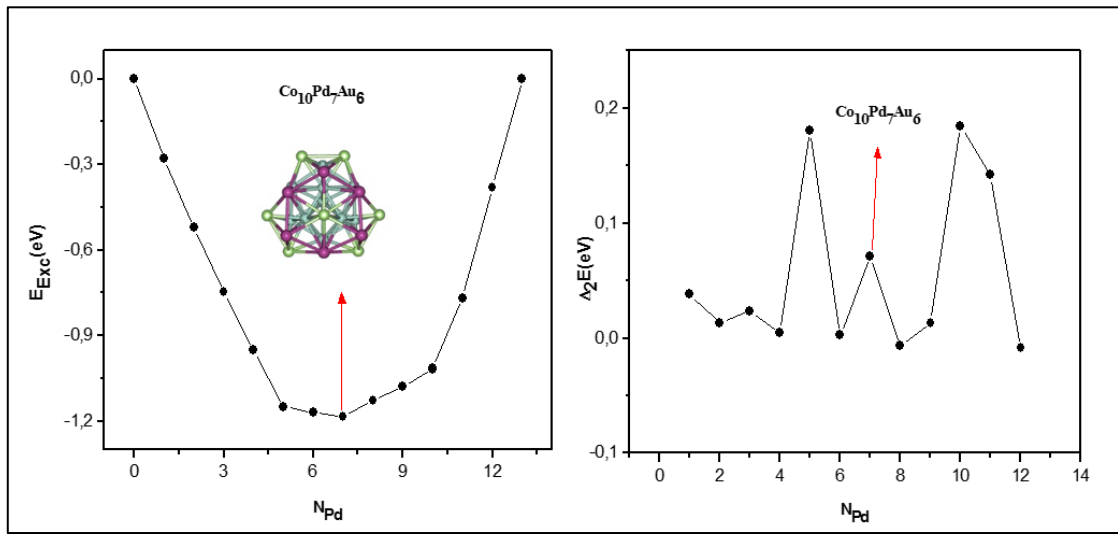 Co10Pd7Au6
0,0
-0,3
-0,6
-0,9
-1,2
EExc(eV)
0 3 6 9 12
NPd
Co10Pd7Au6
0,2
0,1
0,0
-0,1
Δ2E(eV)
0 2 4 6 8 10 12 14
NPd